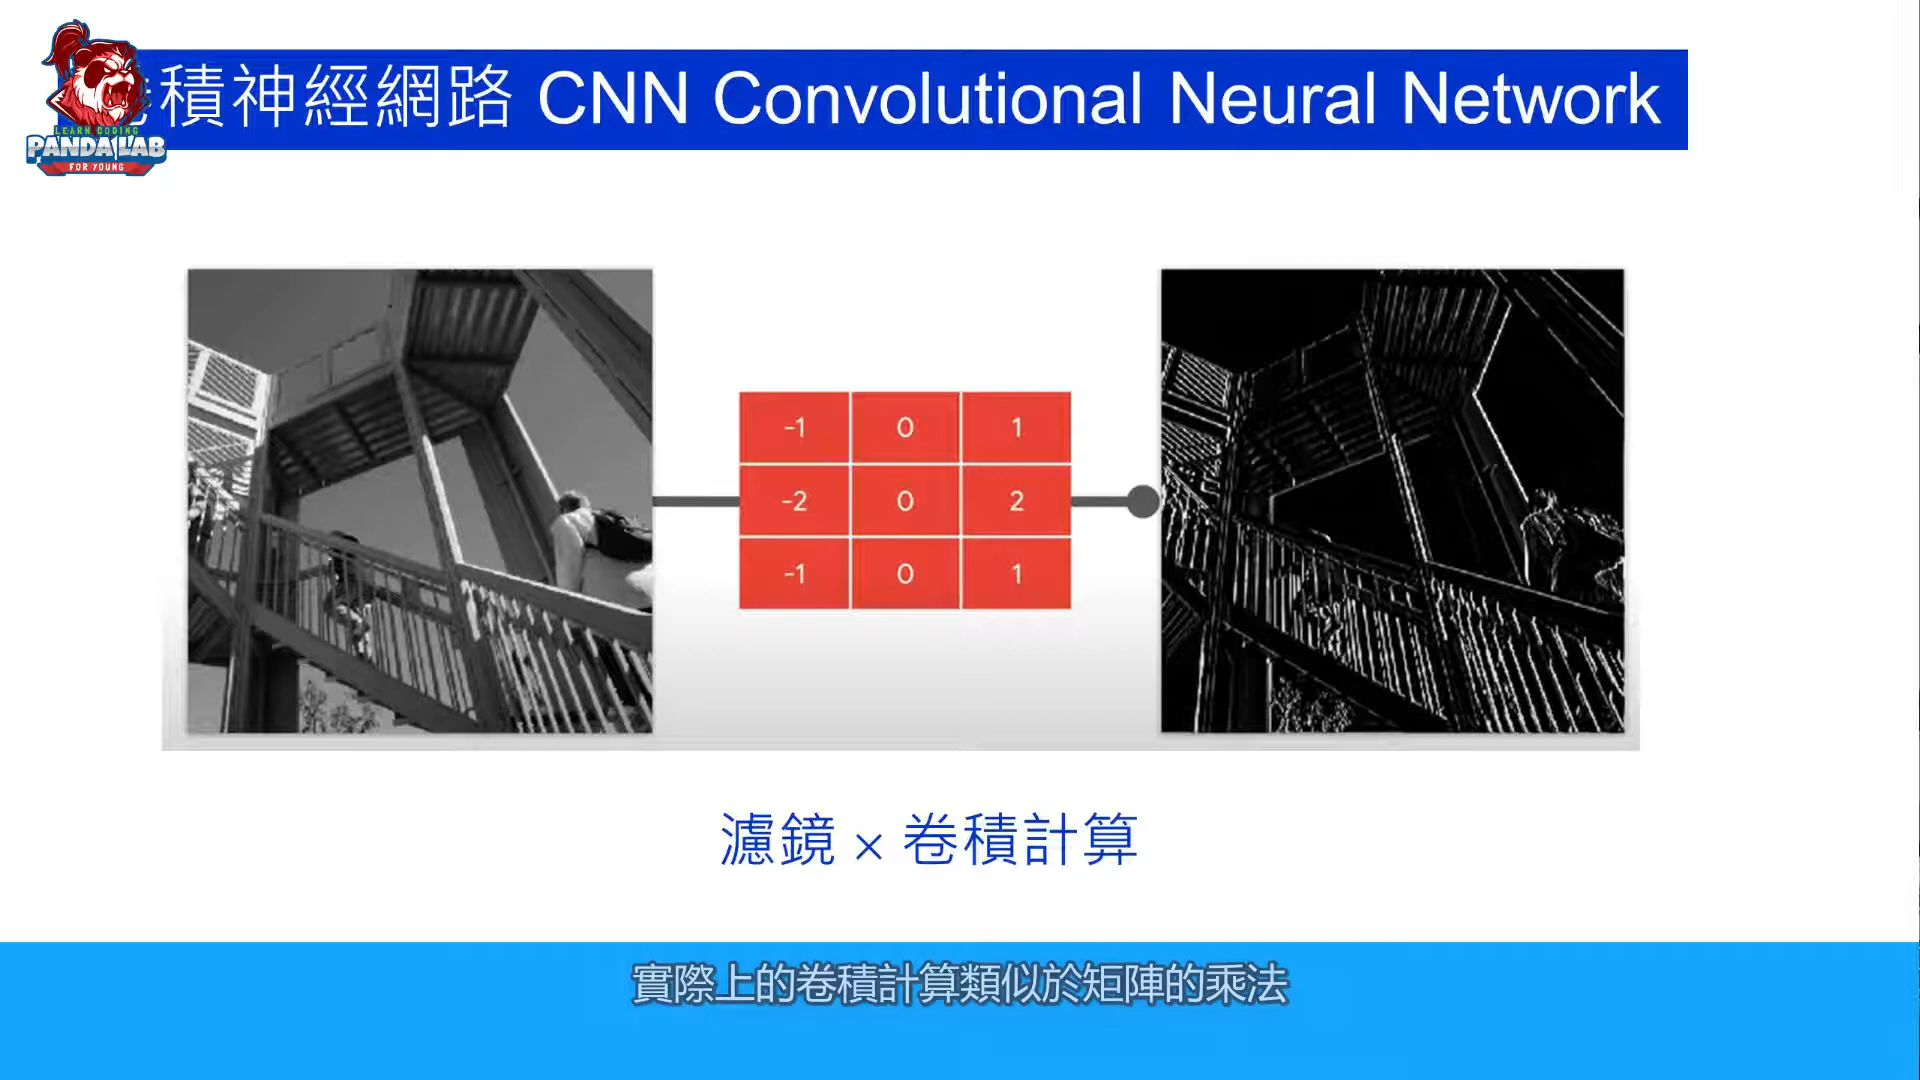 積神經網路 CNN Convolutional Neural Network
LEARN CODING
PANDA LAB
FOR YOUNG
-1 0 1
-2 0 2
-1 0 1
濾鏡 × 卷積計算
實際上的卷積計算類似於矩陣的乘法